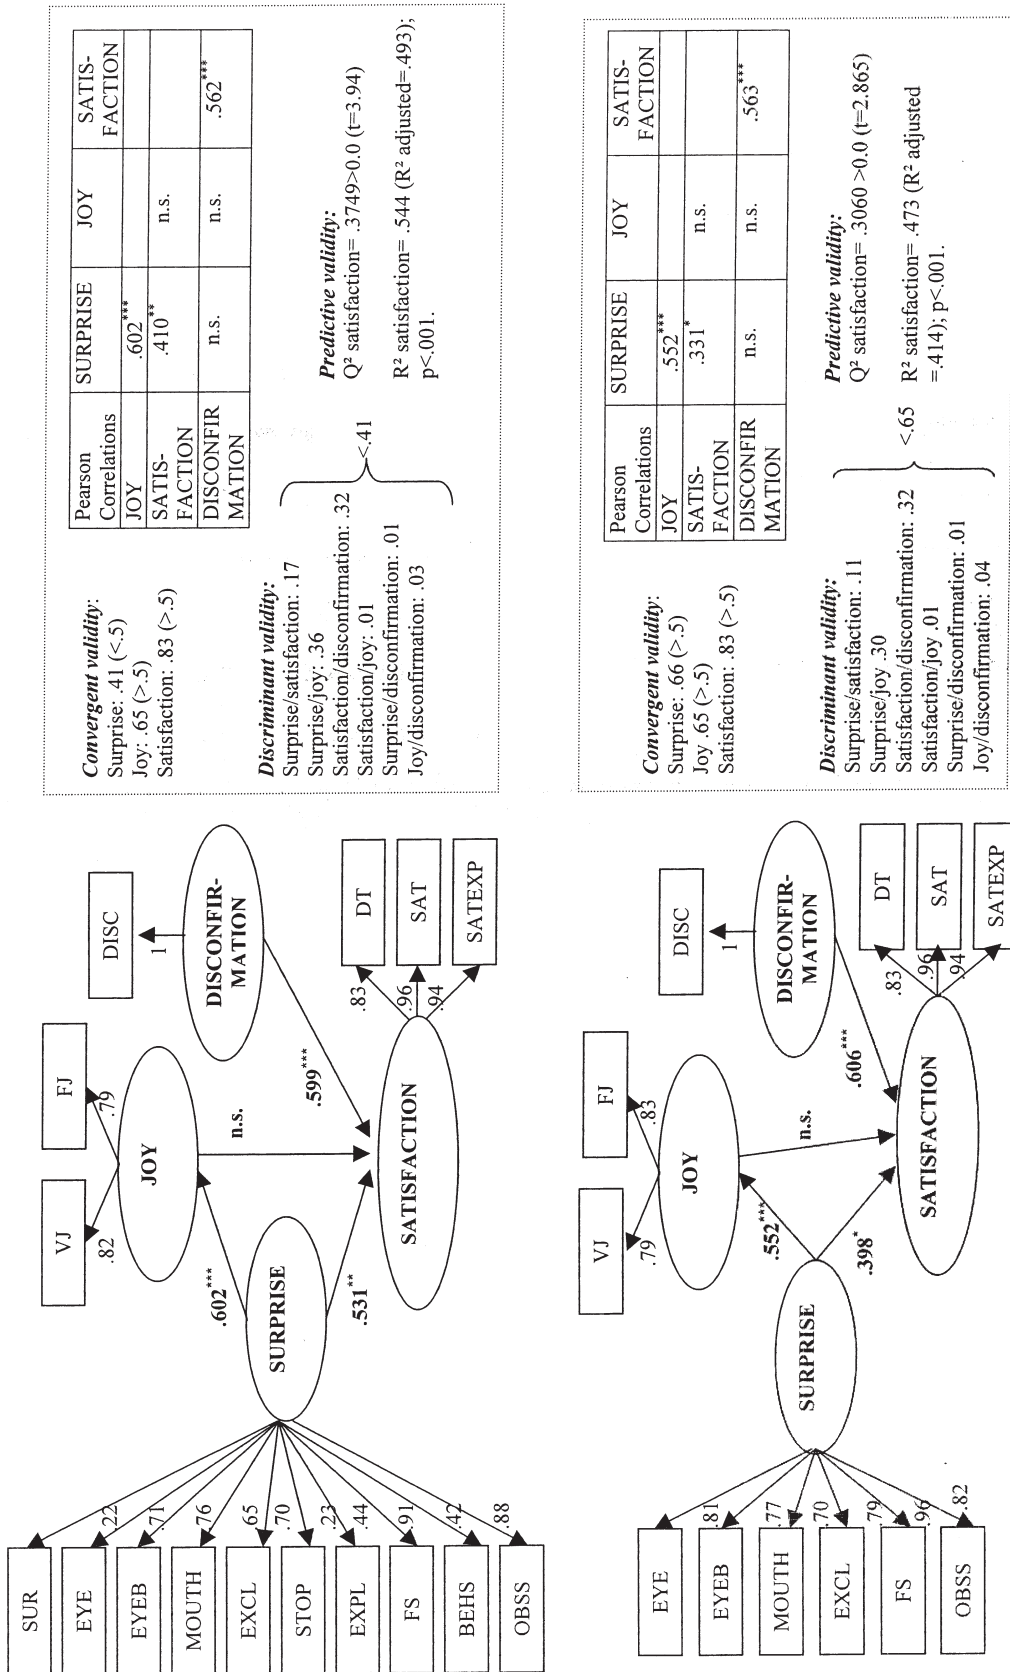 SUR
EYE
EYEB
MOUTH
EXCL
STOP
EXPL
FS
BEHS
OBSS
.22
.71
.76
.65
.70
.23
.44
.91
.42
.88
SURPRISE
.602***
.531**
VJ
FJ
.82
.79
JOY
n.s.
DISC
1
DISCONFIR-
MATION
.599***
SATISFACTION
.83
.96
.94
DT
SAT
SATEXP
Convergent validity:
Surprise: .41 (<.5)
Joy: .65 (>.5)
Satisfaction: .83 (>.5)
Pearson
Correlations
SURPRISE
JOY
SATIS-
FACTION
JOY
.602***
SATIS-
FACTION
.410**
n.s.
DISCONFIR
MATION
n.s.
n.s.
.562***
Discriminant validity:
Surprise/satisfaction: .17
Surprise/joy: .36
Satisfaction/disconfirmation: .32
Satisfaction/joy: .01
Surprise/disconfirmation: .01
Joy/disconfirmation: .03
<.41
Predictive validity:
Q² satisfaction= .3749>0.0 (t=3.94)
R² satisfaction= .544 (R² adjusted=.493);
p<.001.
EYE
EYEB
MOUTH
EXCL
FS
OBSS
.81
.77
.70
.79
.96
.82
SURPRISE
.552***
.398*
VJ
FJ
.79
.83
JOY
n.s.
DISC
1
DISCONFIR-
MATION
.606***
SATISFACTION
.83
.96
.94
DT
SAT
SATEXP
Convergent validity:
Surprise: .66 (>.5)
Joy .65 (>.5)
Satisfaction: .83 (>.5)
Pearson
Correlations
SURPRISE
JOY
SATIS-
FACTION
JOY
.552***
SATIS-
FACTION
.331*
n.s.
DISCONFIR
MATION
n.s.
n.s.
.563***
Discriminant validity:
Surprise/satisfaction: .11
Surprise/joy .30
Satisfaction/disconfirmation: .32
Satisfaction/joy .01
Surprise/disconfirmation: .01
Joy/disconfirmation: .04
<.65
Predictive validity:
Q² satisfaction= .3060 >0.0 (t=2.865)
R² satisfaction= .473 (R² adjusted
=.414); p<.001.